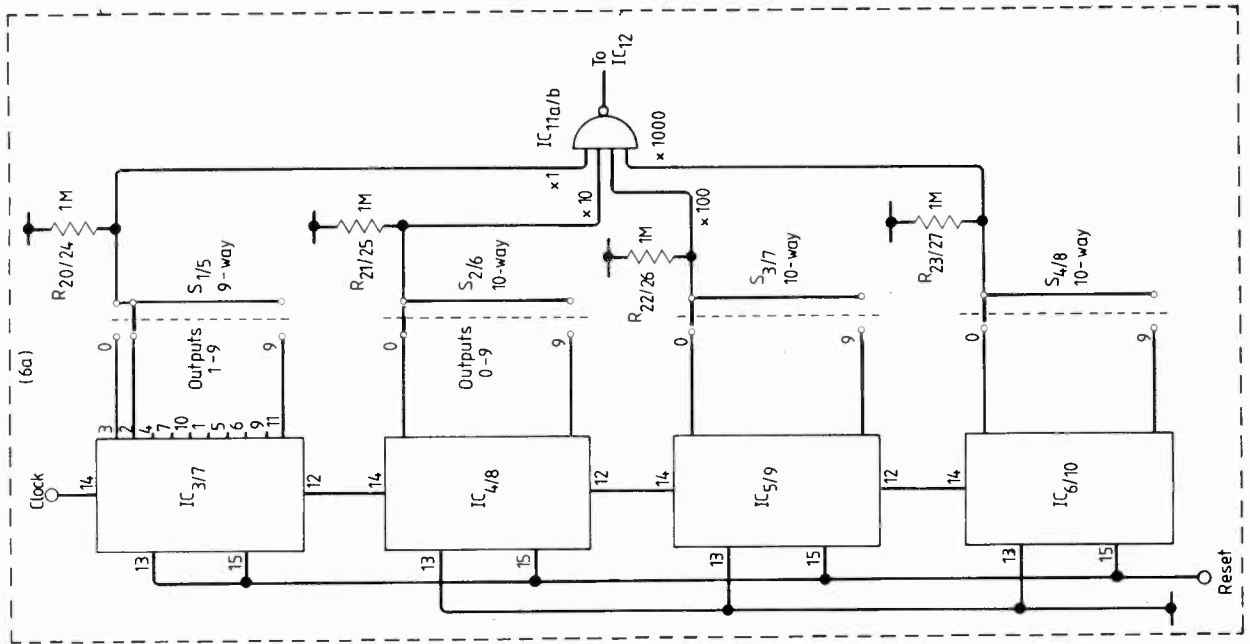 (6a)
Clock
14
IC3/7
13
15
12
3
2
4
7
10
1
5
6
9
11
0
Outputs
1-9
9
S1/5
9-way
R20/24
1M
×1
14
IC4/8
13
15
12
0
Outputs
0-9
9
S2/6
10-way
R21/25
1M
×10
14
IC5/9
13
15
12
0
9
S3/7
10-way
R22/26
1M
×100
14
IC6/10
13
15
0
9
S4/8
10-way
R23/27
1M
×1000
IC11a/b
To
IC12
Reset